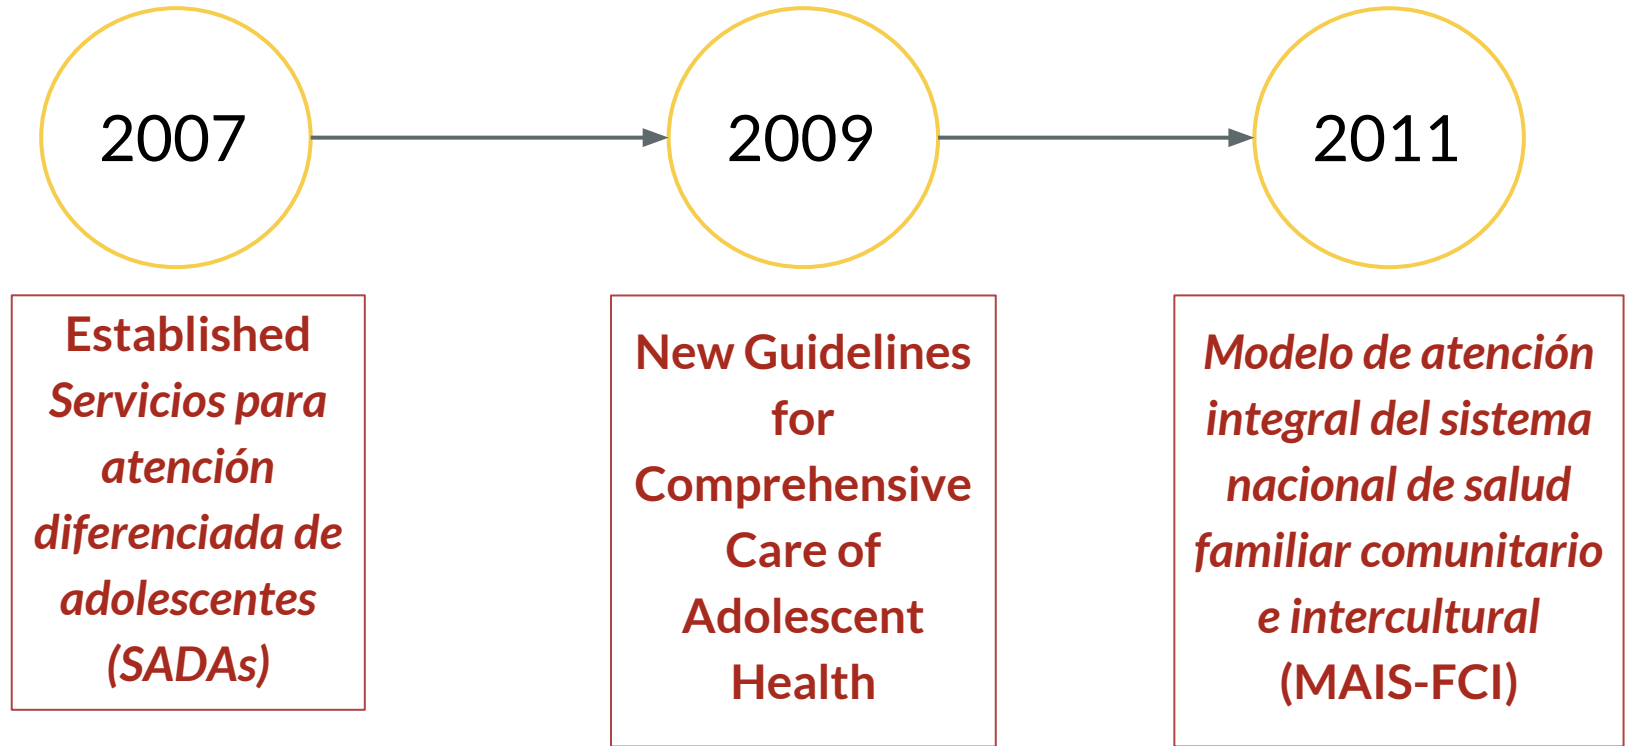 2007
2009
2011
Established
Servicios para
atención
diferenciada de
adolescentes
(SADAs)
New Guidelines
for
Comprehensive
Care of
Adolescent
Health
Modelo de atención
integral del sistema
nacional de salud
familiar comunitario
e intercultural
(MAIS-FCI)